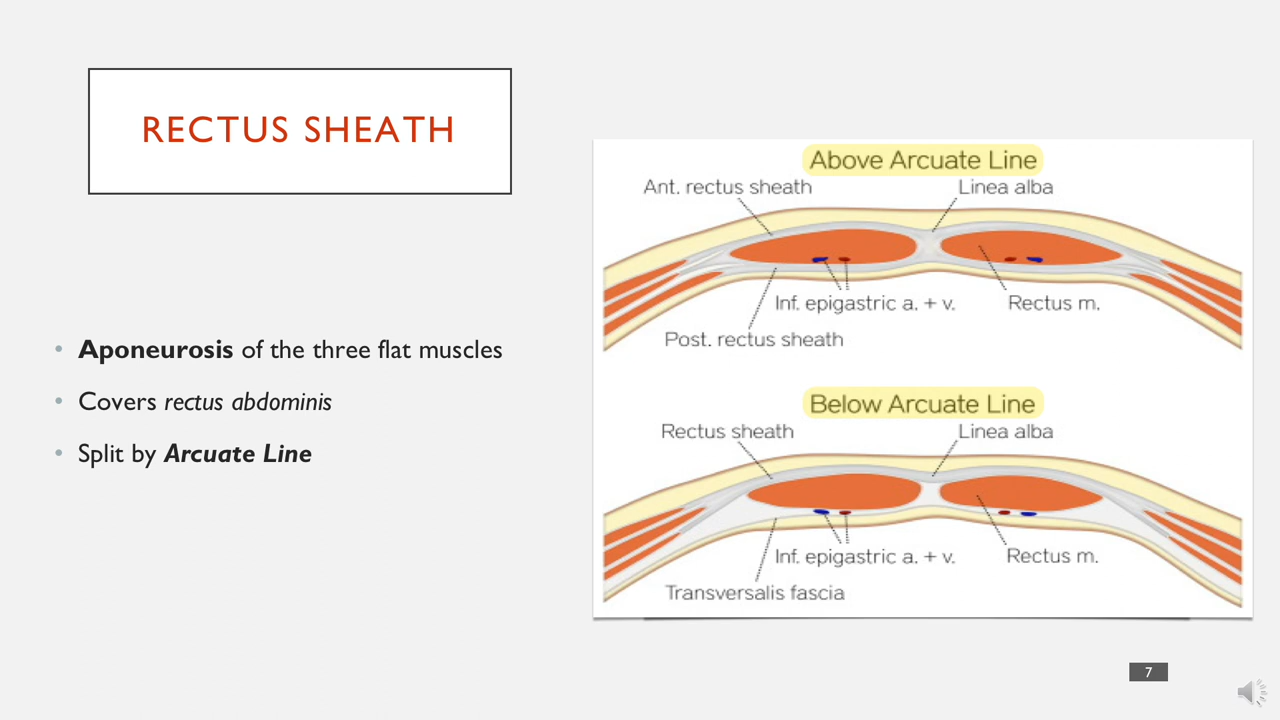 RECTUS SHEATH
• Aponeurosis of the three flat muscles
• Covers rectus abdominis
• Split by Arcuate Line
Above Arcuate Line
Ant. rectus sheath
Linea alba
Inf. epigastric a. + v.
Rectus m.
Post. rectus sheath
Below Arcuate Line
Rectus sheath
Linea alba
Inf. epigastric a. + v.
Rectus m.
Transversalis fascia
7